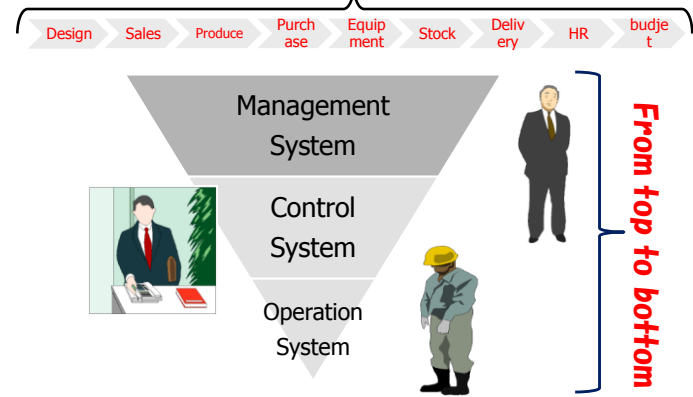 Design
Sales
Produce
Purch
ase
Equip
ment
Stock
Deliv
ery
HR
budje
t
Management
System
Control
System
Operation
System
From top to bottom